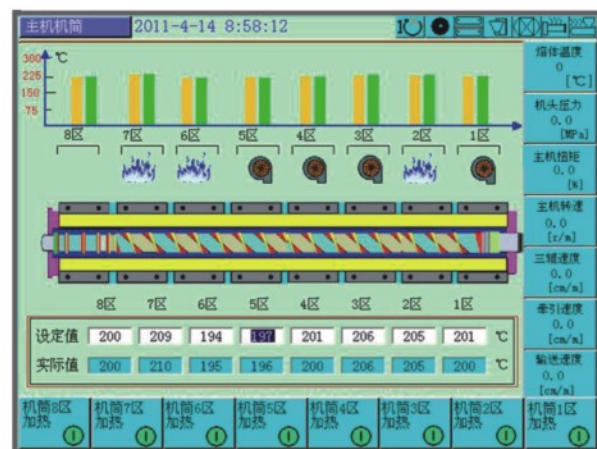 主机机筒 2011-4-14 8:58:12
300 ℃
225
150
75
8区 7区 6区 5区 4区 3区 2区 1区
熔体温度
0
[℃]
机头压力
0.0
[MPa]
主机扭矩
0.0
[%]
主机转速
0.0
[r/m]
三辊速度
0.0
[cm/m]
牵引速度
0.0
[cm/m]
输送速度
0.0
[cm/m]
8区 7区 6区 5区 4区 3区 2区 1区
设定值 200 209 194 197 201 206 205 201 ℃
实际值 200 210 195 196 200 206 205 200 ℃
机筒8区 机筒7区 机筒6区 机筒5区 机筒4区 机筒3区 机筒2区 机筒1区
加热 加热 加热 加热 加热 加热 加热 加热